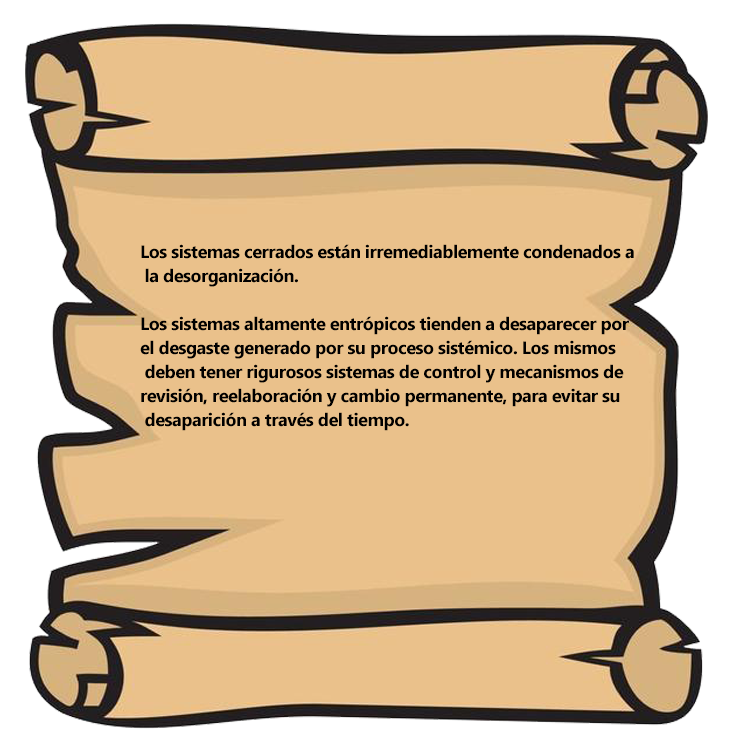 Los sistemas cerrados están irremediablemente condenados a
la desorganización.
Los sistemas altamente entrópicos tienden a desaparecer por
el desgaste generado por su proceso sistémico. Los mismos
deben tener rigurosos sistemas de control y mecanismos de
revisión, reelaboración y cambio permanente, para evitar su
desaparición a través del tiempo.